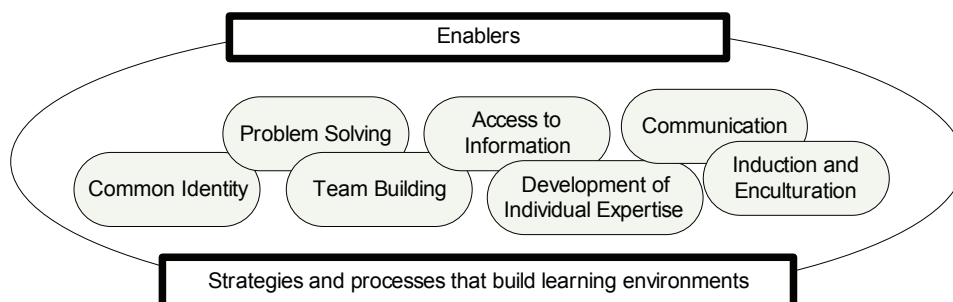 Enablers
Problem Solving
Access to
Information
Communication
Common Identity
Team Building
Development of
Individual Expertise
Induction and
Enculturation
Strategies and processes that build learning environments